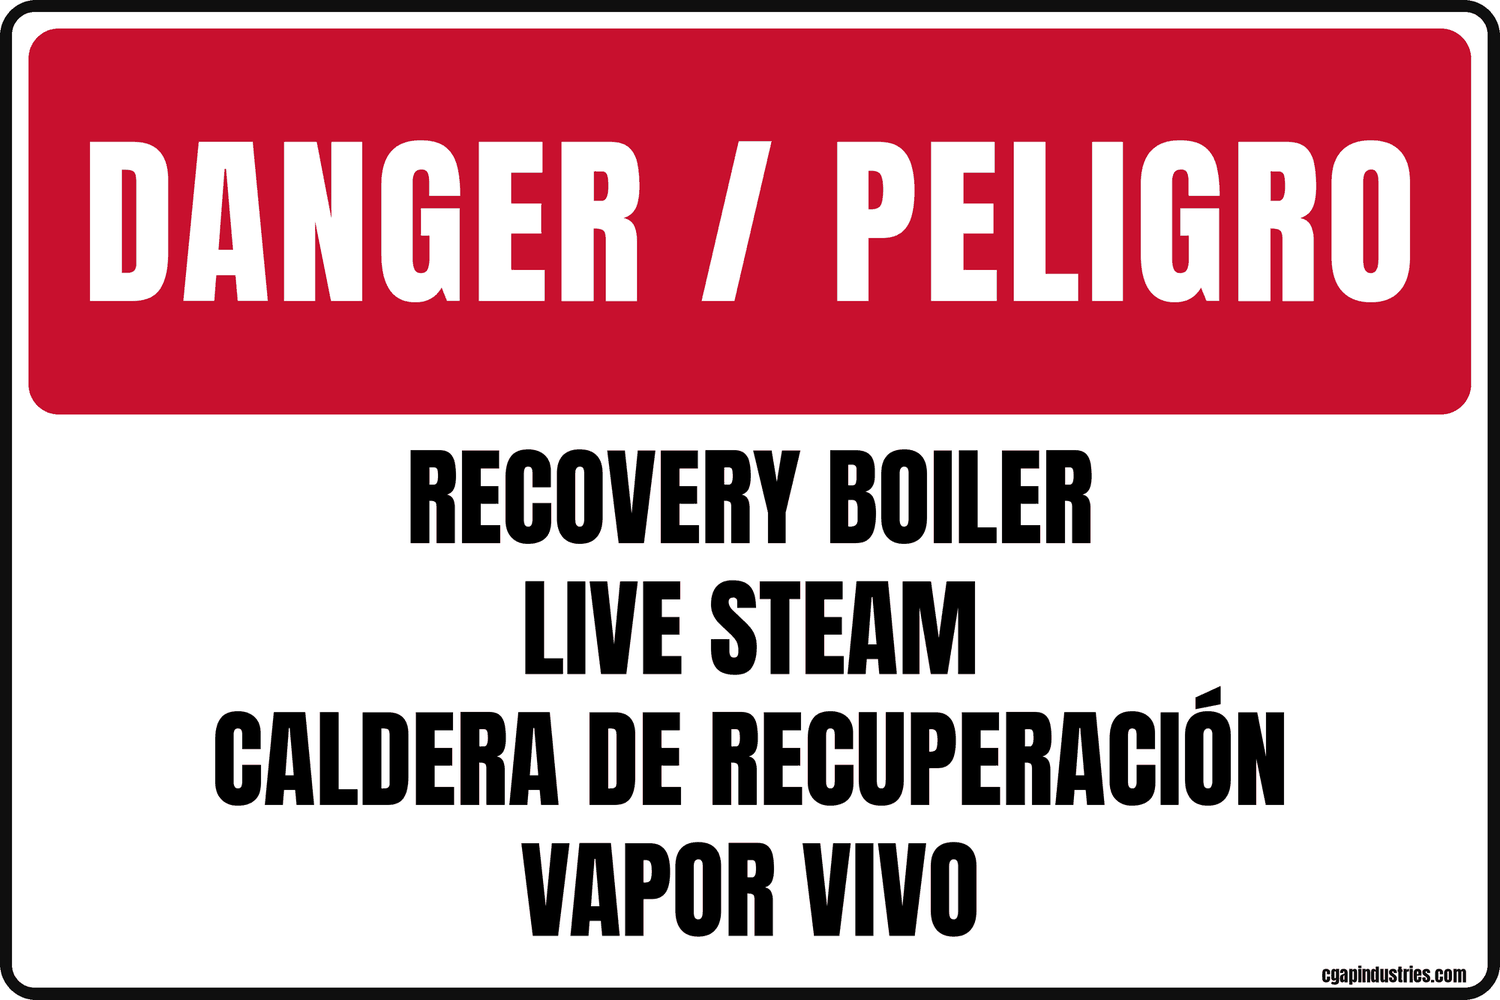 DANGER / PELIGRO
RECOVERY BOILER
LIVE STEAM
CALDERA DE RECUPERACIÓN
VAPOR VIVO
cgapindustries.com